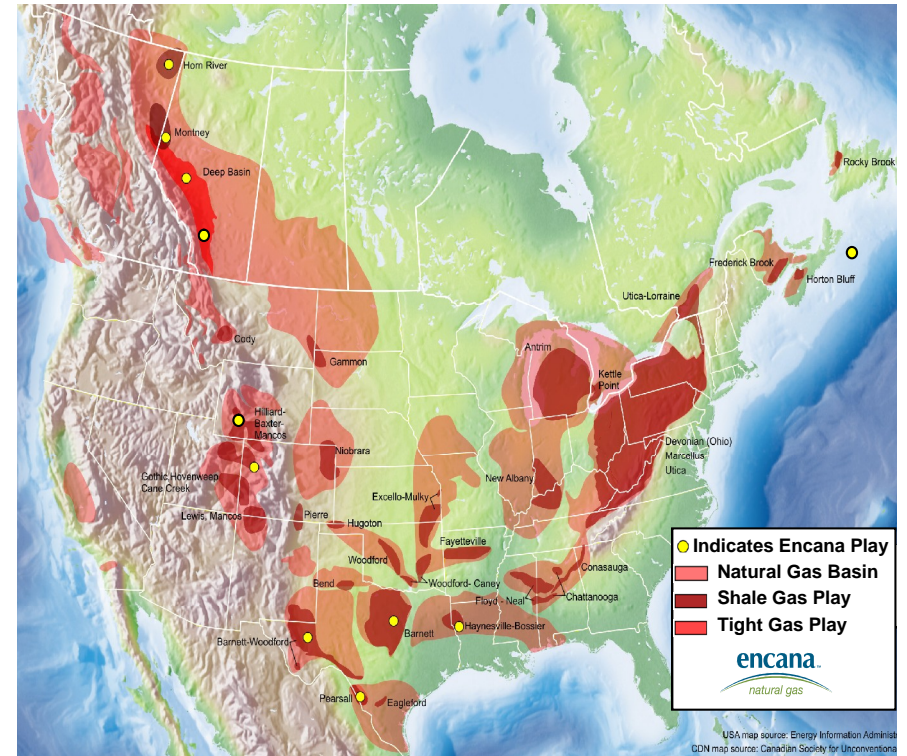 Horn River
Montney
Deep Basin
Rocky Brook
Frederick Brook
Horton Bluff
Utica-Lorraine
Cody
Gammon
Antrim
Kettle
Point
Hilliard-
Baxter-
Mancos
Niobrara
Devonian (Ohio)
Marcellus
Utica
Gothic Hovenweep
Cane Creek
New Albany
Excello-Mulky
Lewis, Mancos
Pierre
Hugoton
Fayetteville
Woodford
Bend
Woodford- Caney
Conasauga
Floyd - Neal
Chattanooga
Barnett
Haynesville-Bossier
Barnett-Woodford
Pearsall
Eagleford
Indicates Encana Play
Natural Gas Basin
Shale Gas Play
Tight Gas Play
encana™
natural gas
USA map source: Energy Information Administr
CDN map source: Canadian Society for Unconventiona